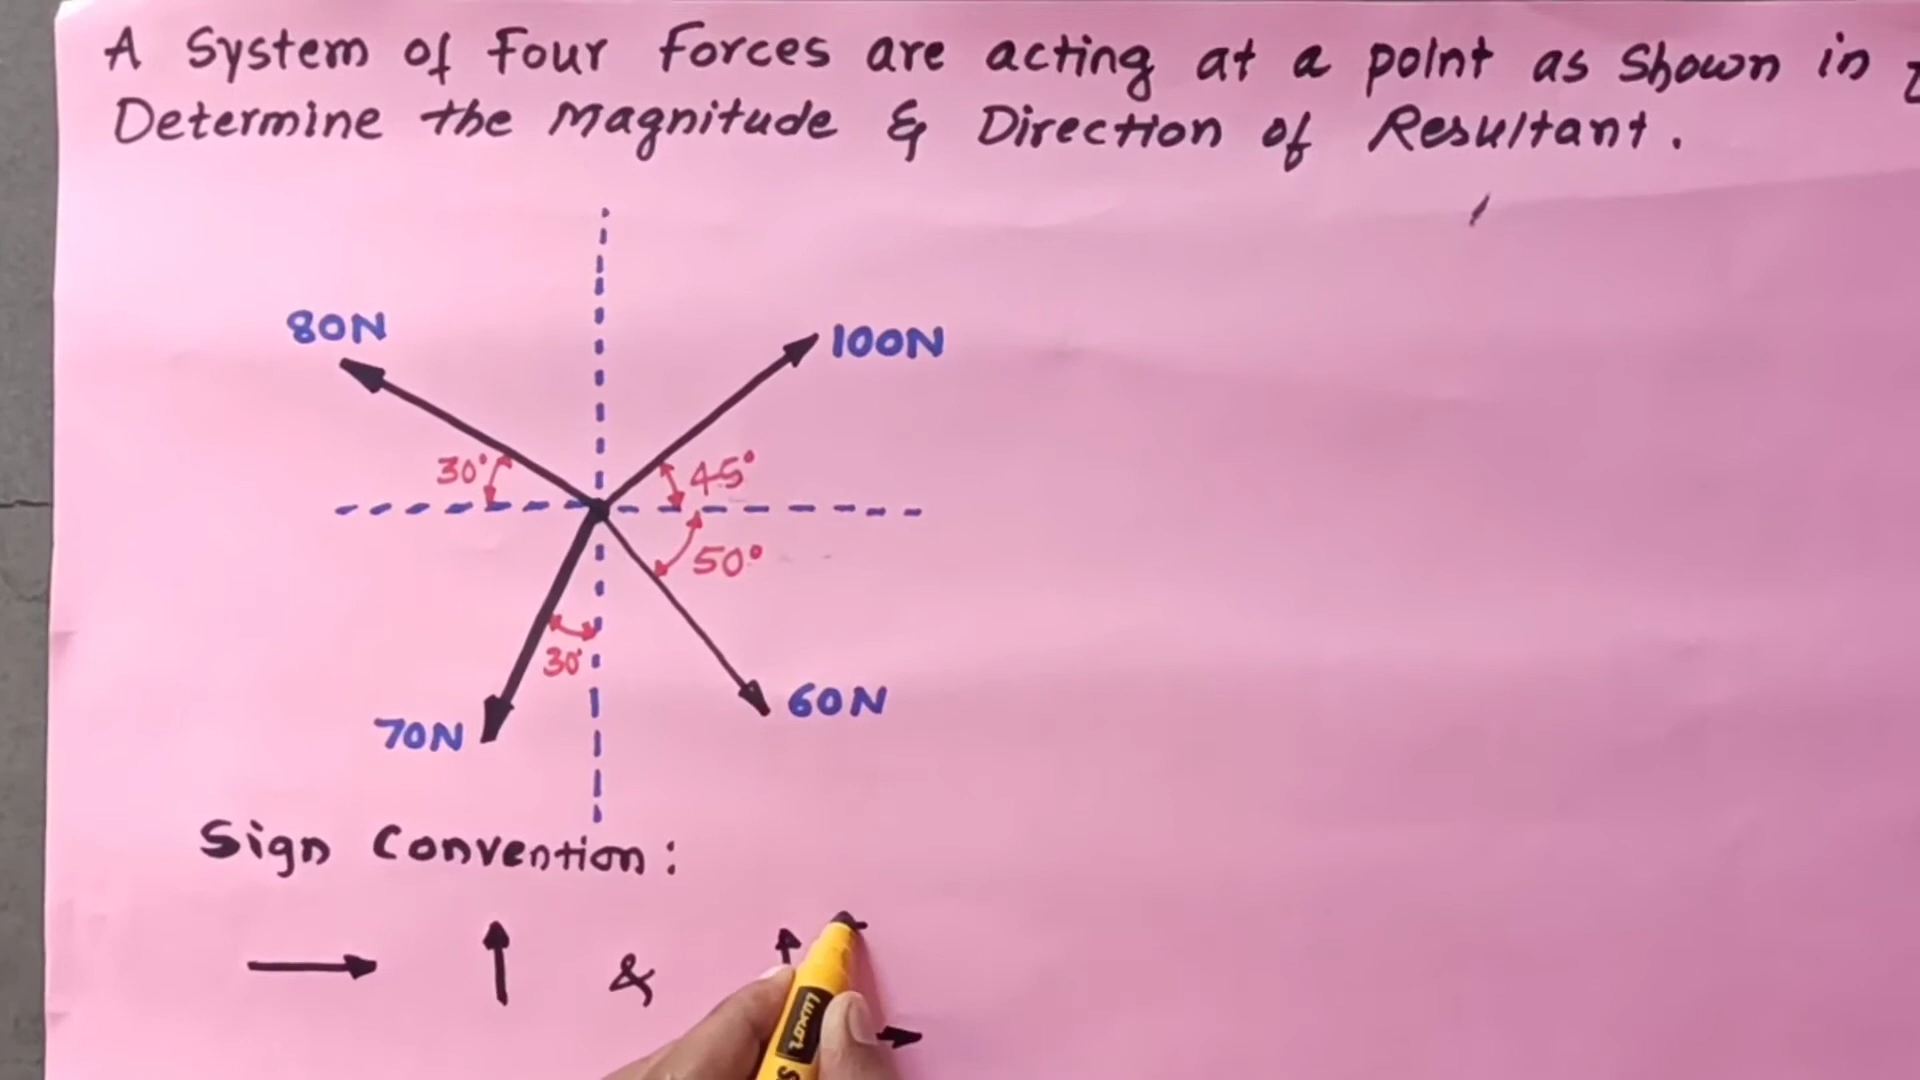 A System of Four Forces are acting at a point as shown in
Determine the Magnitude & Direction of Resultant.
80N
100N
30°
45°
50°
30°
60N
70N
Sign Convention:
&
Luxor